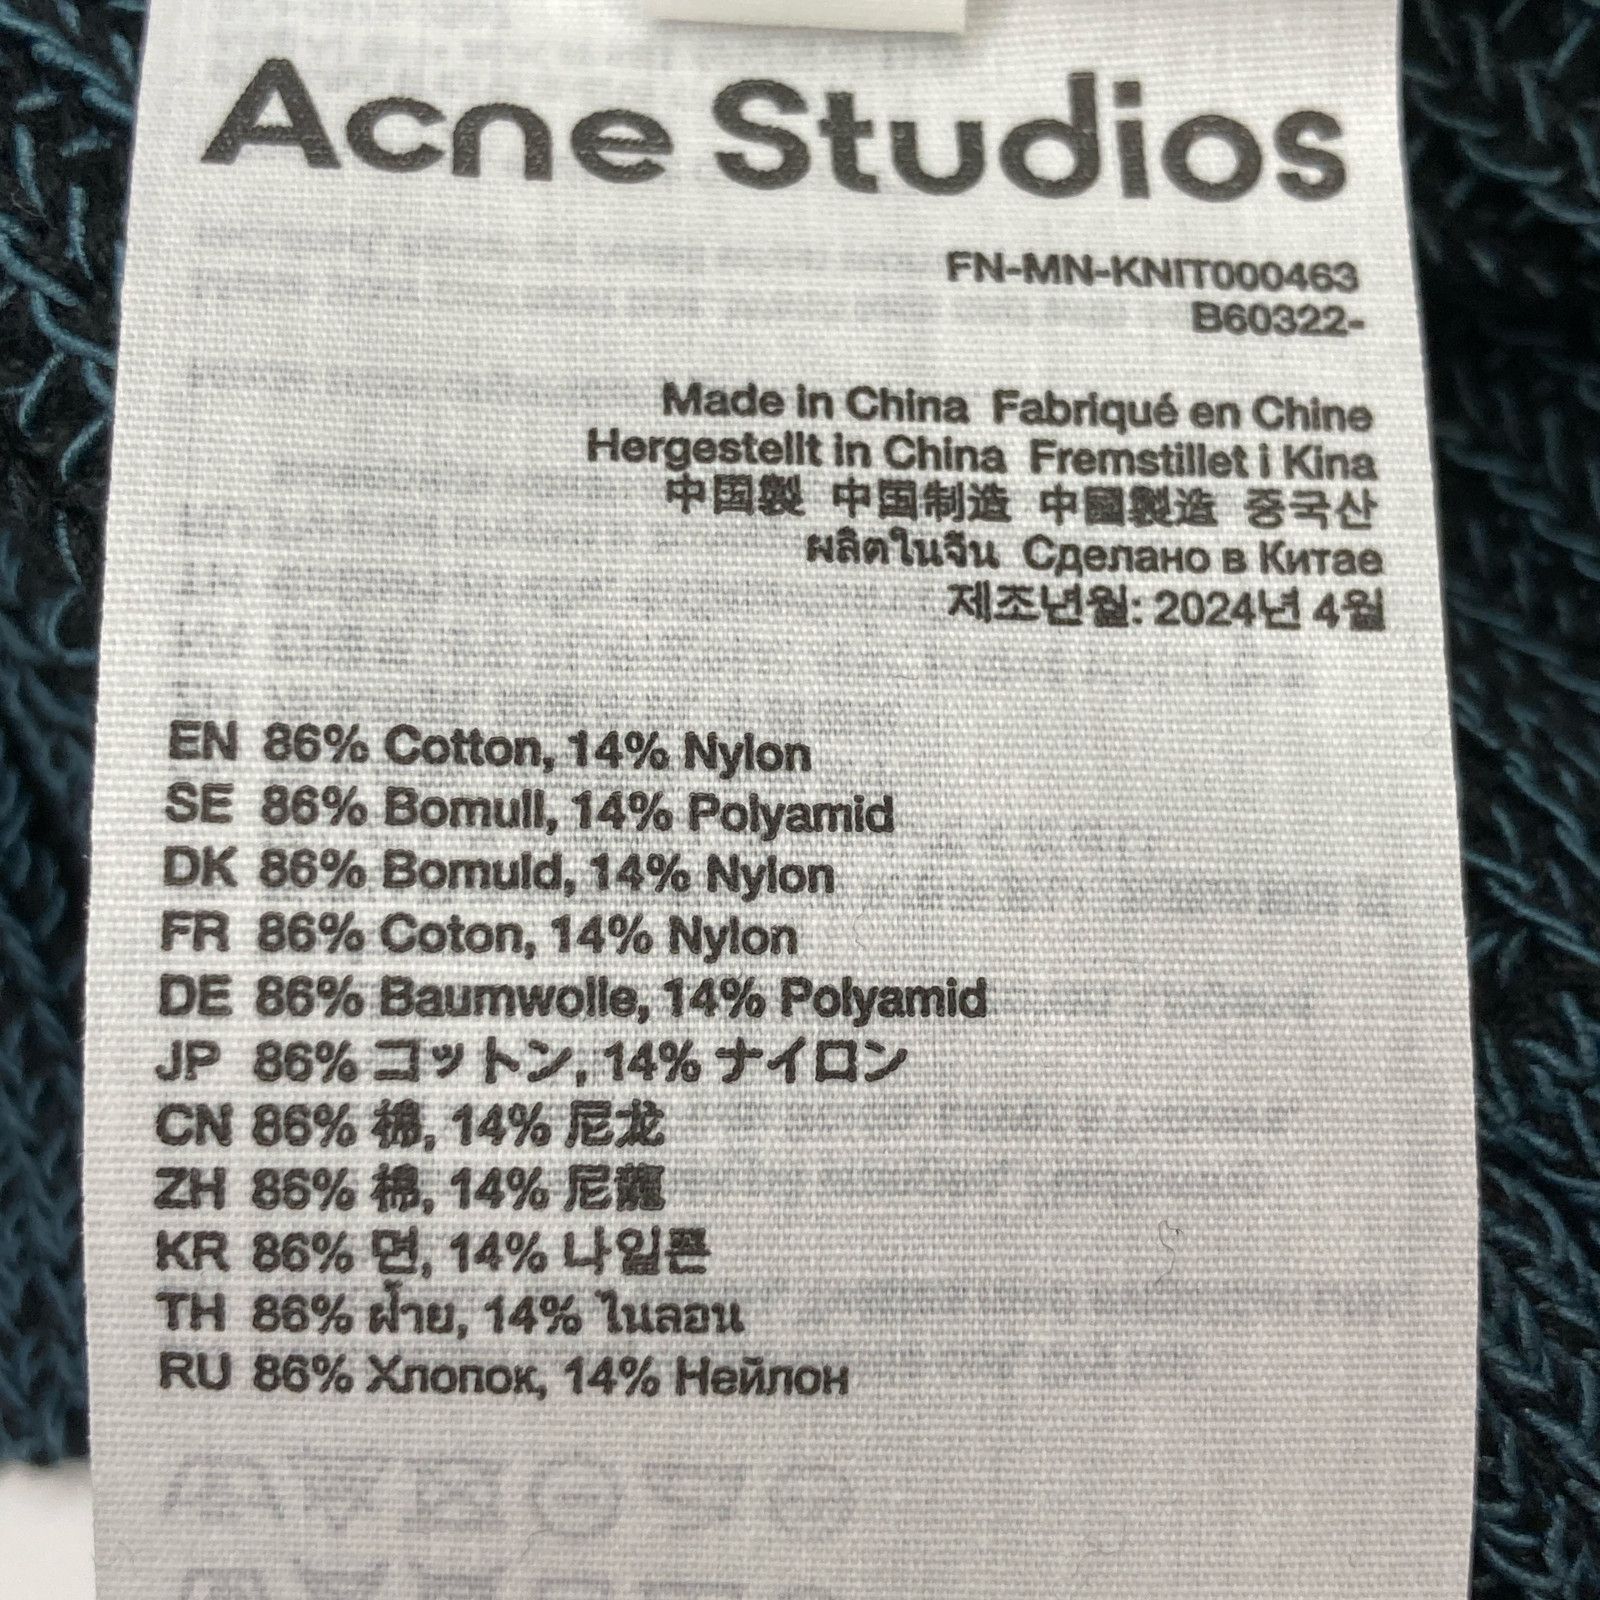 Acne Studios
FN-MN-KNIT000463
B60322-
Made in China Fabriqué en Chine
Hergestellt in China Fremstillet i Kina
中国製 中国制造 中國製造 중국산
ผลิตในจีน Сделано в Китае
제조년월: 2024년 4월
EN 86% Cotton, 14% Nylon
SE 86% Bomull, 14% Polyamid
DK 86% Bomuld, 14% Nylon
FR 86% Coton, 14% Nylon
DE 86% Baumwolle, 14% Polyamid
JP 86% コットン, 14% ナイロン
CN 86% 棉, 14% 尼龙
ZH 86% 棉, 14% 尼龍
KR 86% 면, 14% 나일론
TH 86% ฝ้าย, 14% ไนลอน
RU 86% Хлопок, 14% Нейлон